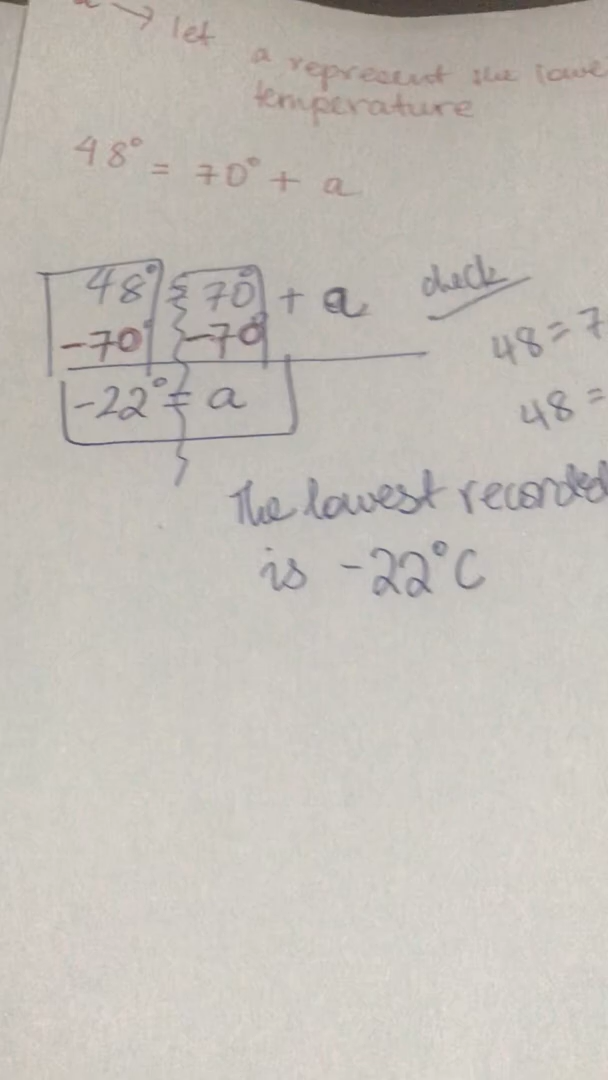 → let
a represent the lowe
temperature
48° = 70° + a
48° = 70° + a
-70° -70°
-22° = a
check
48 = 7
48 =
The lowest recorded
is -22°C